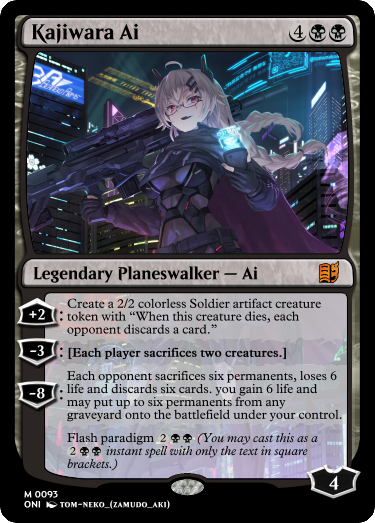 Kajiwara Ai 4
Legendary Planeswalker — Ai
+2: Create a 2/2 colorless Soldier artifact creature
token with “When this creature dies, each
opponent discards a card.”
-3: [Each player sacrifices two creatures.]
-8: Each opponent sacrifices six permanents, loses 6
life and discards six cards. you gain 6 life and
may put up to six permanents from any
graveyard onto the battlefield under your control.
Flash paradigm 2 (You may cast this as a
2 instant spell with only the text in square
brackets.)
4
M 0093
ONI TOM-NEKO_(ZAMUDO_AKI)